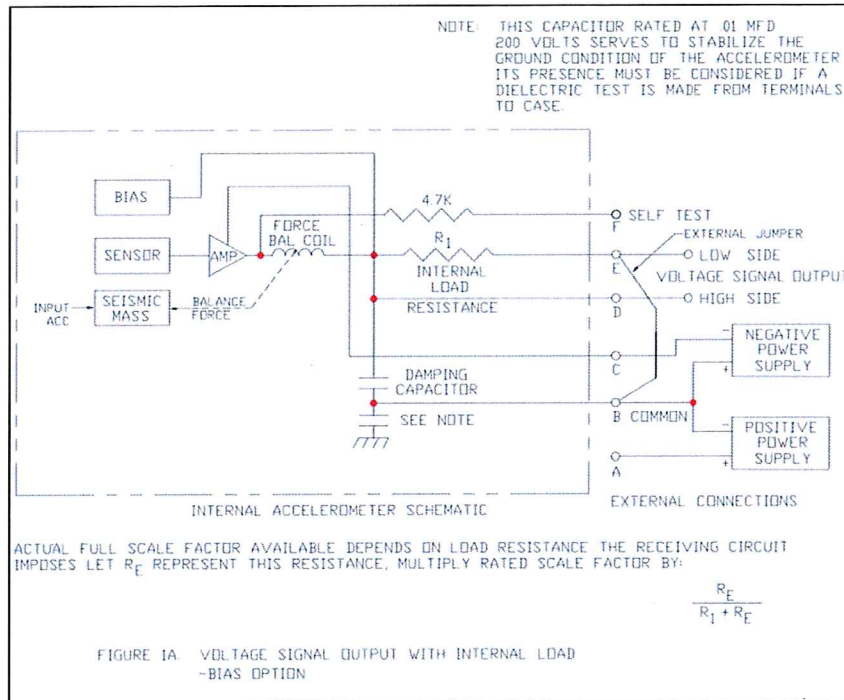 NOTE: THIS CAPACITOR RATED AT .01 MFD
200 VOLTS SERVES TO STABILIZE THE
GROUND CONDITION OF THE ACCELEROMETER
ITS PRESENCE MUST BE CONSIDERED IF A
DIELECTRIC TEST IS MADE FROM TERMINALS
TO CASE.
BIAS
4.7K
SELF TEST
F
FORCE
BAL COIL
EXTERNAL JUMPER
SENSOR
AMP
R1
E
LOW SIDE
INTERNAL
LOAD
RESISTANCE
VOLTAGE SIGNAL OUTPUT
INPUT
ACC
SEISMIC
MASS
BALANCE
FORCE
D
HIGH SIDE
C
- NEGATIVE
POWER
+ SUPPLY
DAMPING
CAPACITOR
SEE NOTE
B COMMON
- POSITIVE
POWER
+ SUPPLY
A
INTERNAL ACCELEROMETER SCHEMATIC
EXTERNAL CONNECTIONS
ACTUAL FULL SCALE FACTOR AVAILABLE DEPENDS ON LOAD RESISTANCE THE RECEIVING CIRCUIT
IMPOSES LET RE REPRESENT THIS RESISTANCE, MULTIPLY RATED SCALE FACTOR BY:
RE
R1 + RE
FIGURE 1A. VOLTAGE SIGNAL OUTPUT WITH INTERNAL LOAD
-BIAS OPTION